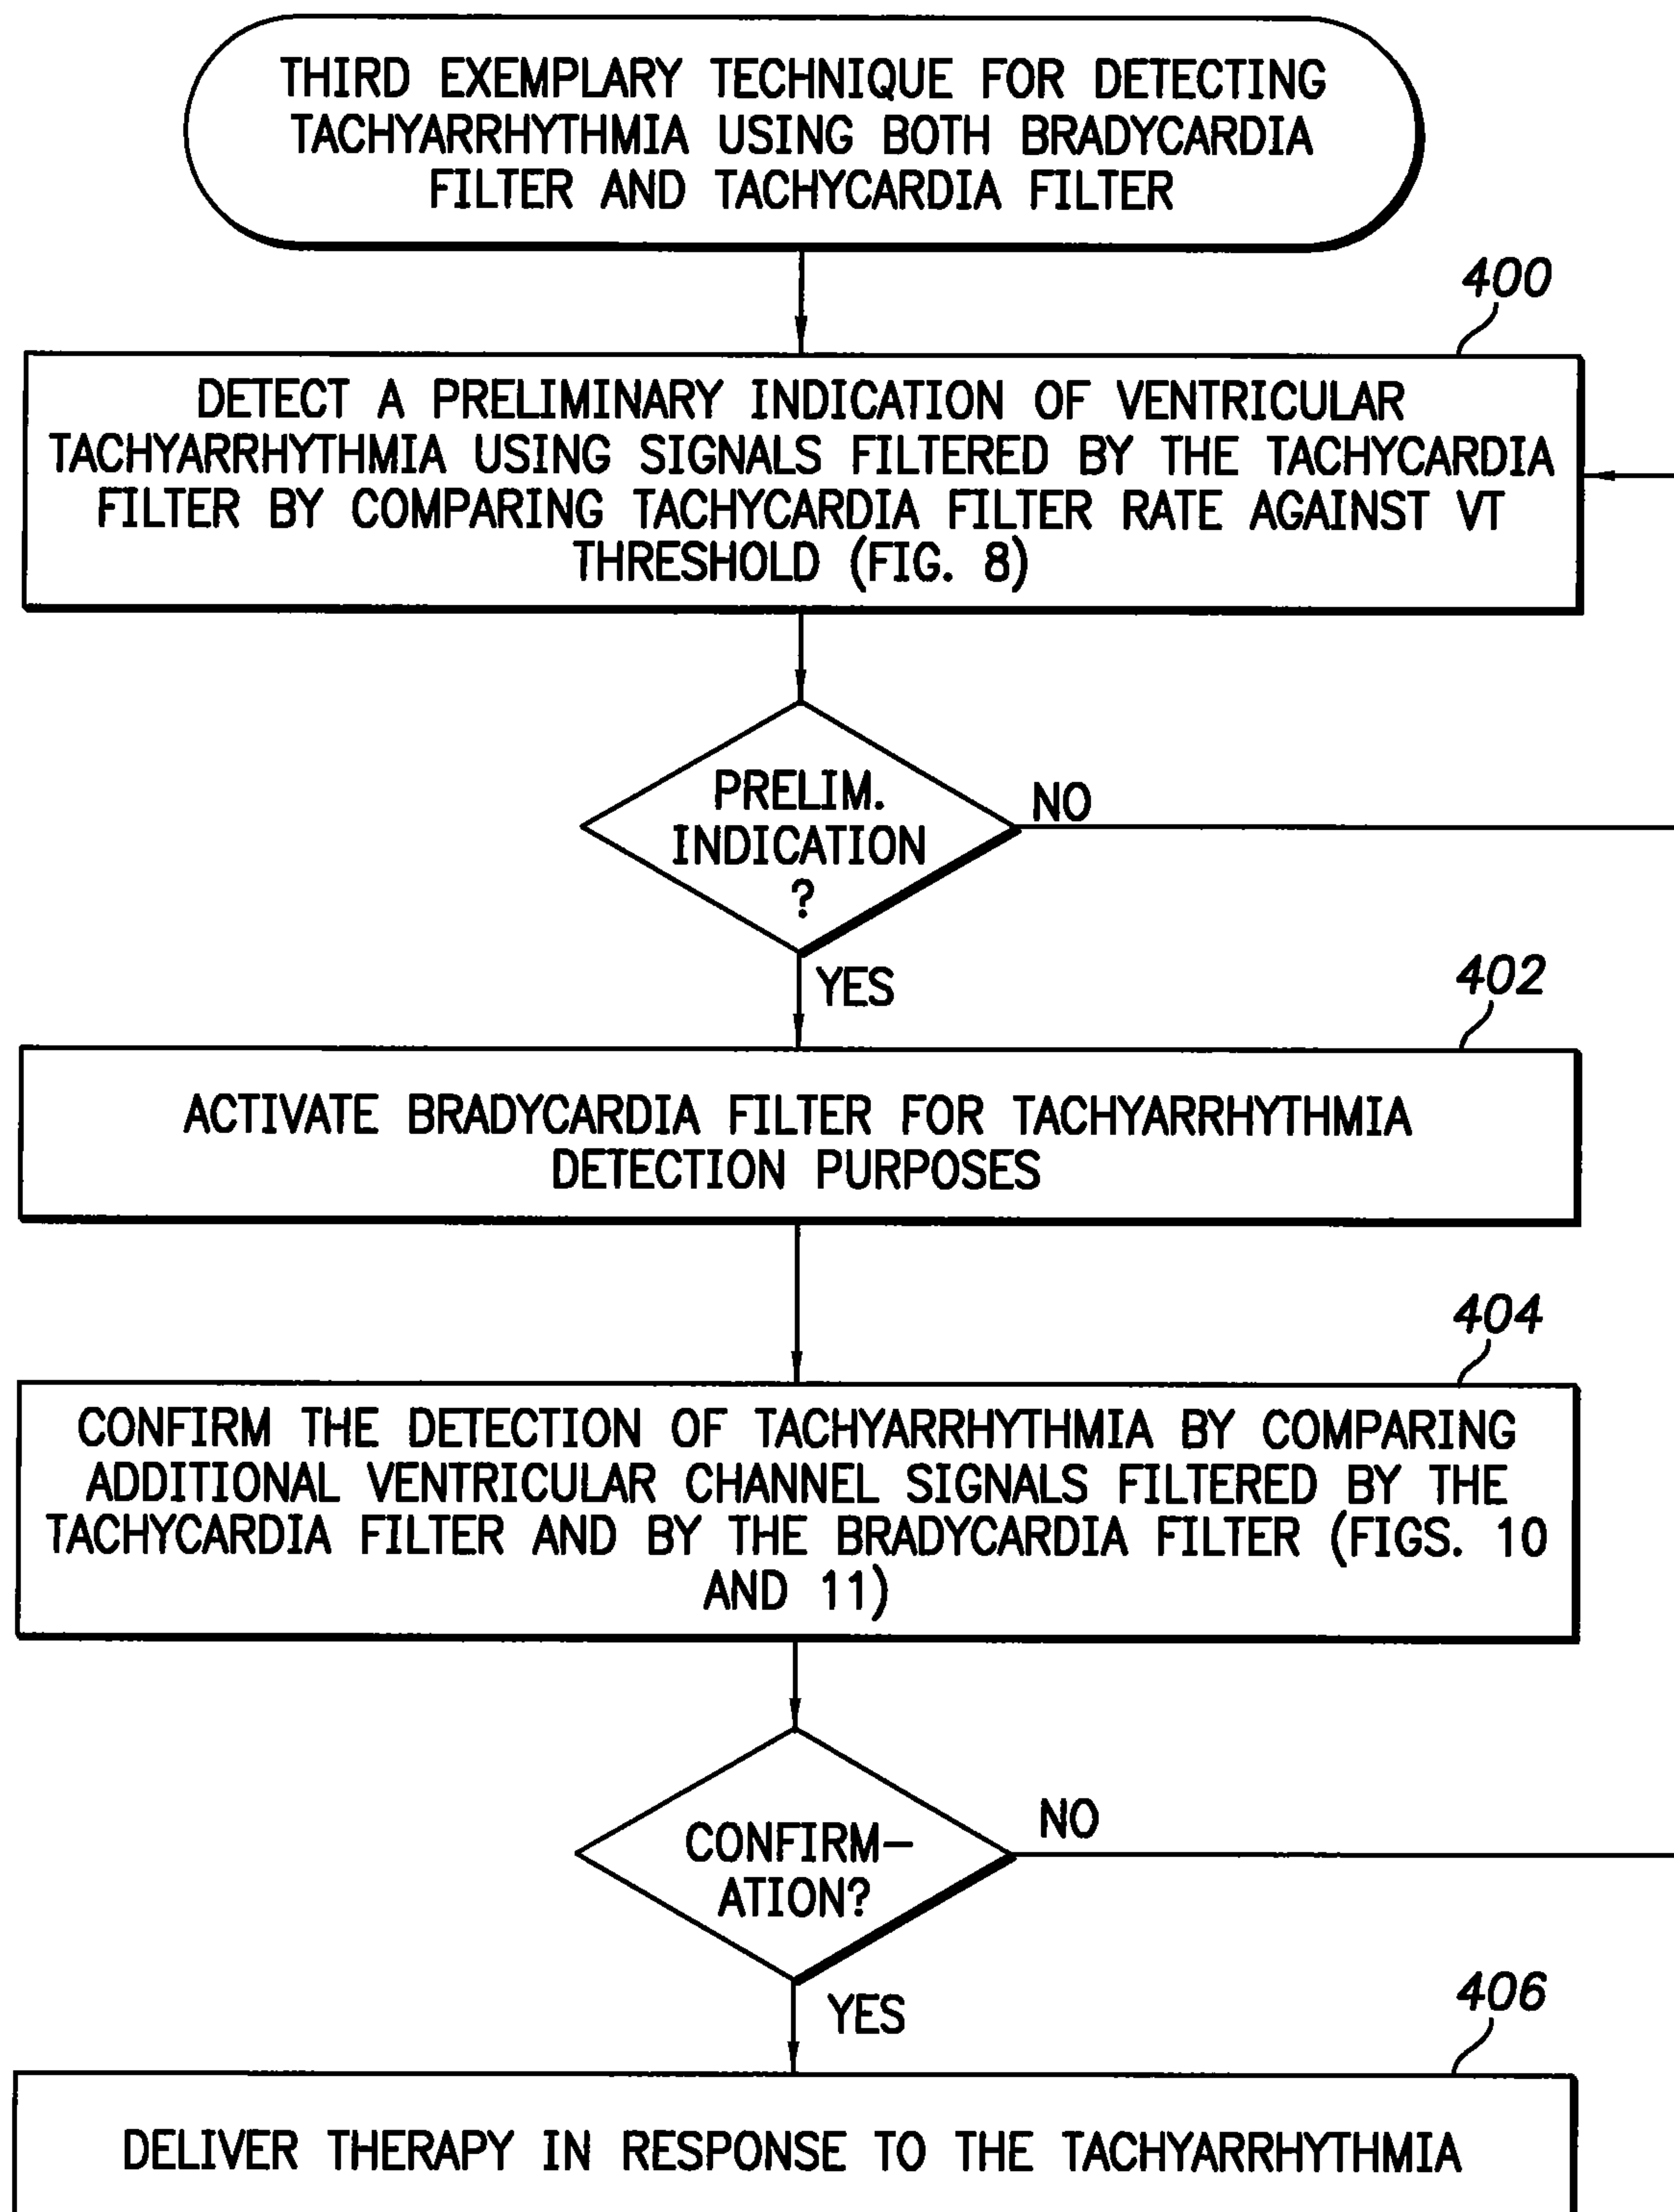 THIRD EXEMPLARY TECHNIQUE FOR DETECTING
TACHYARRHYTHMIA USING BOTH BRADYCARDIA
FILTER AND TACHYCARDIA FILTER
400
DETECT A PRELIMINARY INDICATION OF VENTRICULAR
TACHYARRHYTHMIA USING SIGNALS FILTERED BY THE TACHYCARDIA
FILTER BY COMPARING TACHYCARDIA FILTER RATE AGAINST VT
THRESHOLD (FIG. 8)
PRELIM.
INDICATION
?
NO
YES
402
ACTIVATE BRADYCARDIA FILTER FOR TACHYARRHYTHMIA
DETECTION PURPOSES
404
CONFIRM THE DETECTION OF TACHYARRHYTHMIA BY COMPARING
ADDITIONAL VENTRICULAR CHANNEL SIGNALS FILTERED BY THE
TACHYCARDIA FILTER AND BY THE BRADYCARDIA FILTER (FIGS. 10
AND 11)
CONFIRM-
ATION?
NO
YES
406
DELIVER THERAPY IN RESPONSE TO THE TACHYARRHYTHMIA